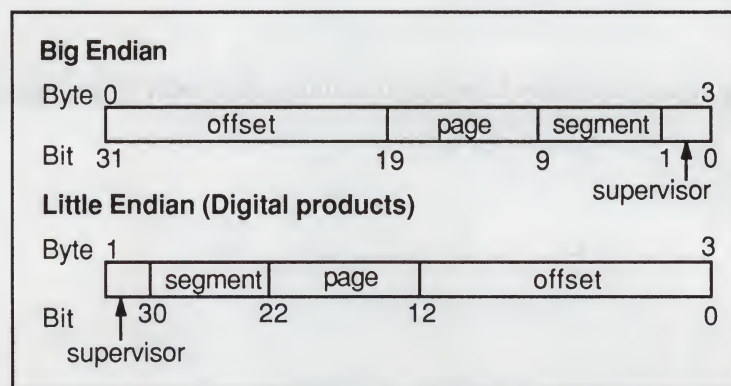 Big Endian
Byte 0 3
offset page segment
Bit 31 19 9 1 0
supervisor
Little Endian (Digital products)
Byte 1 3
segment page offset
Bit 30 22 12 0
supervisor